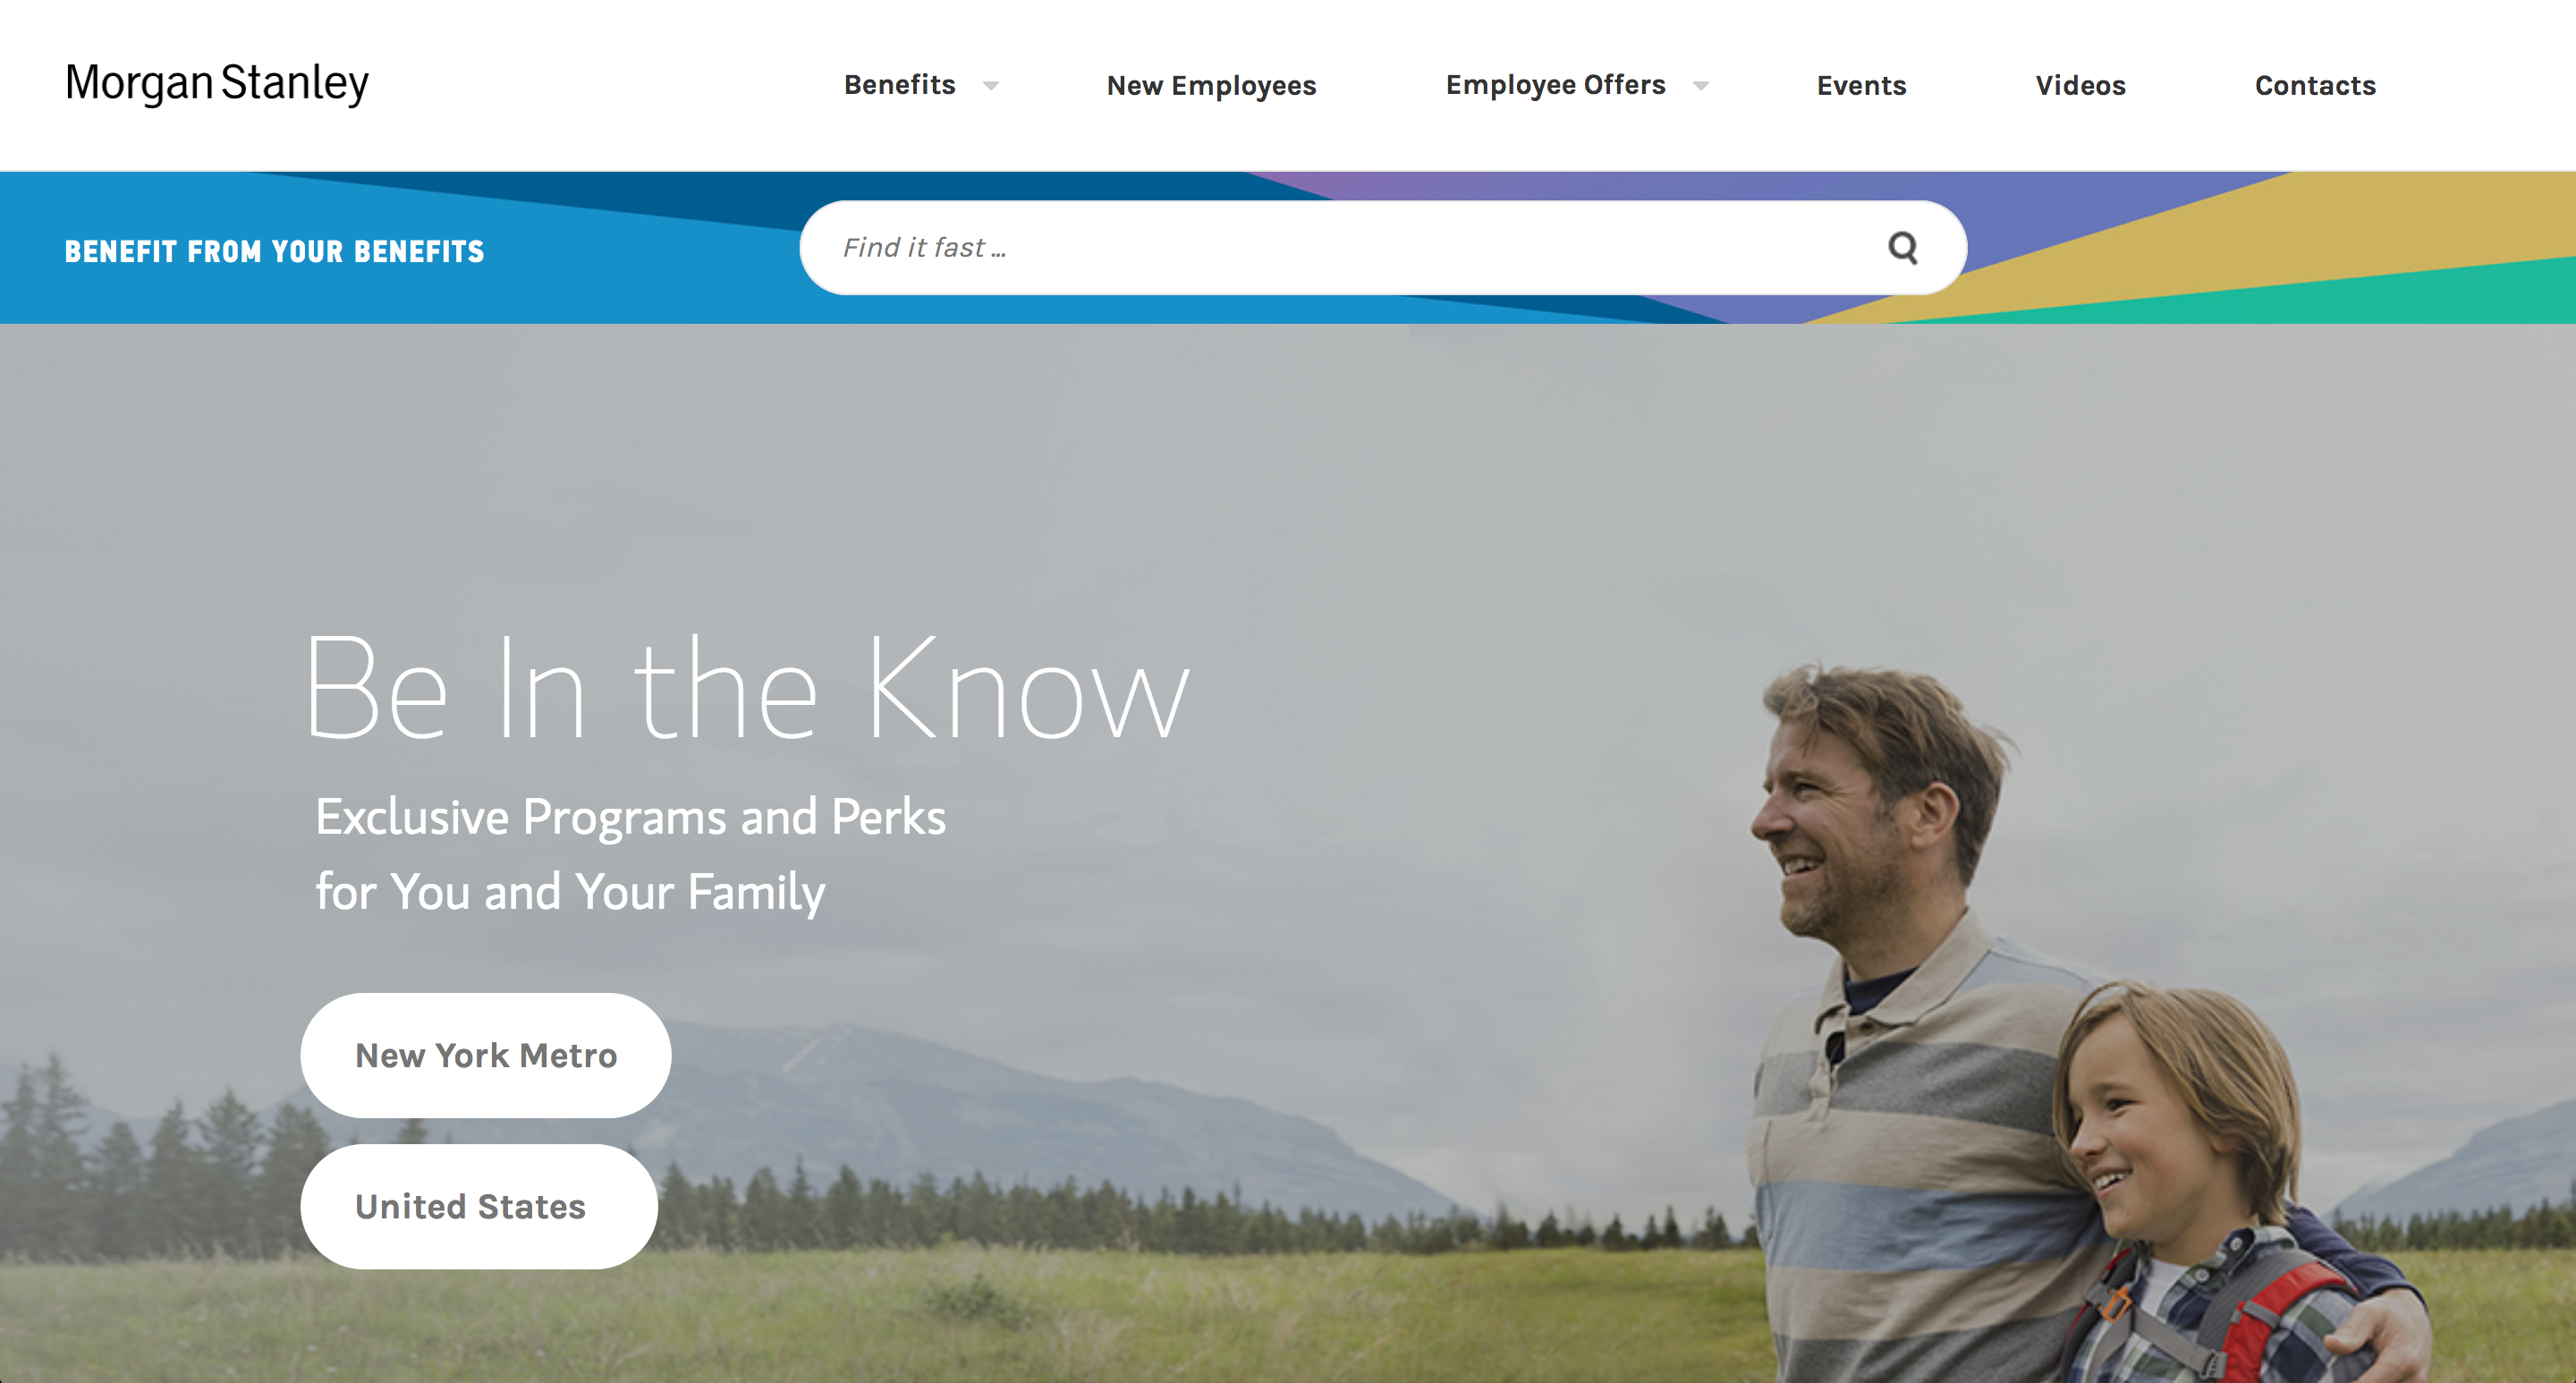 Morgan Stanley
Benefits
New Employees
Employee Offers
Events
Videos
Contacts
BENEFIT FROM YOUR BENEFITS
Find it fast ...
Be In the Know
Exclusive Programs and Perks
for You and Your Family
New York Metro
United States